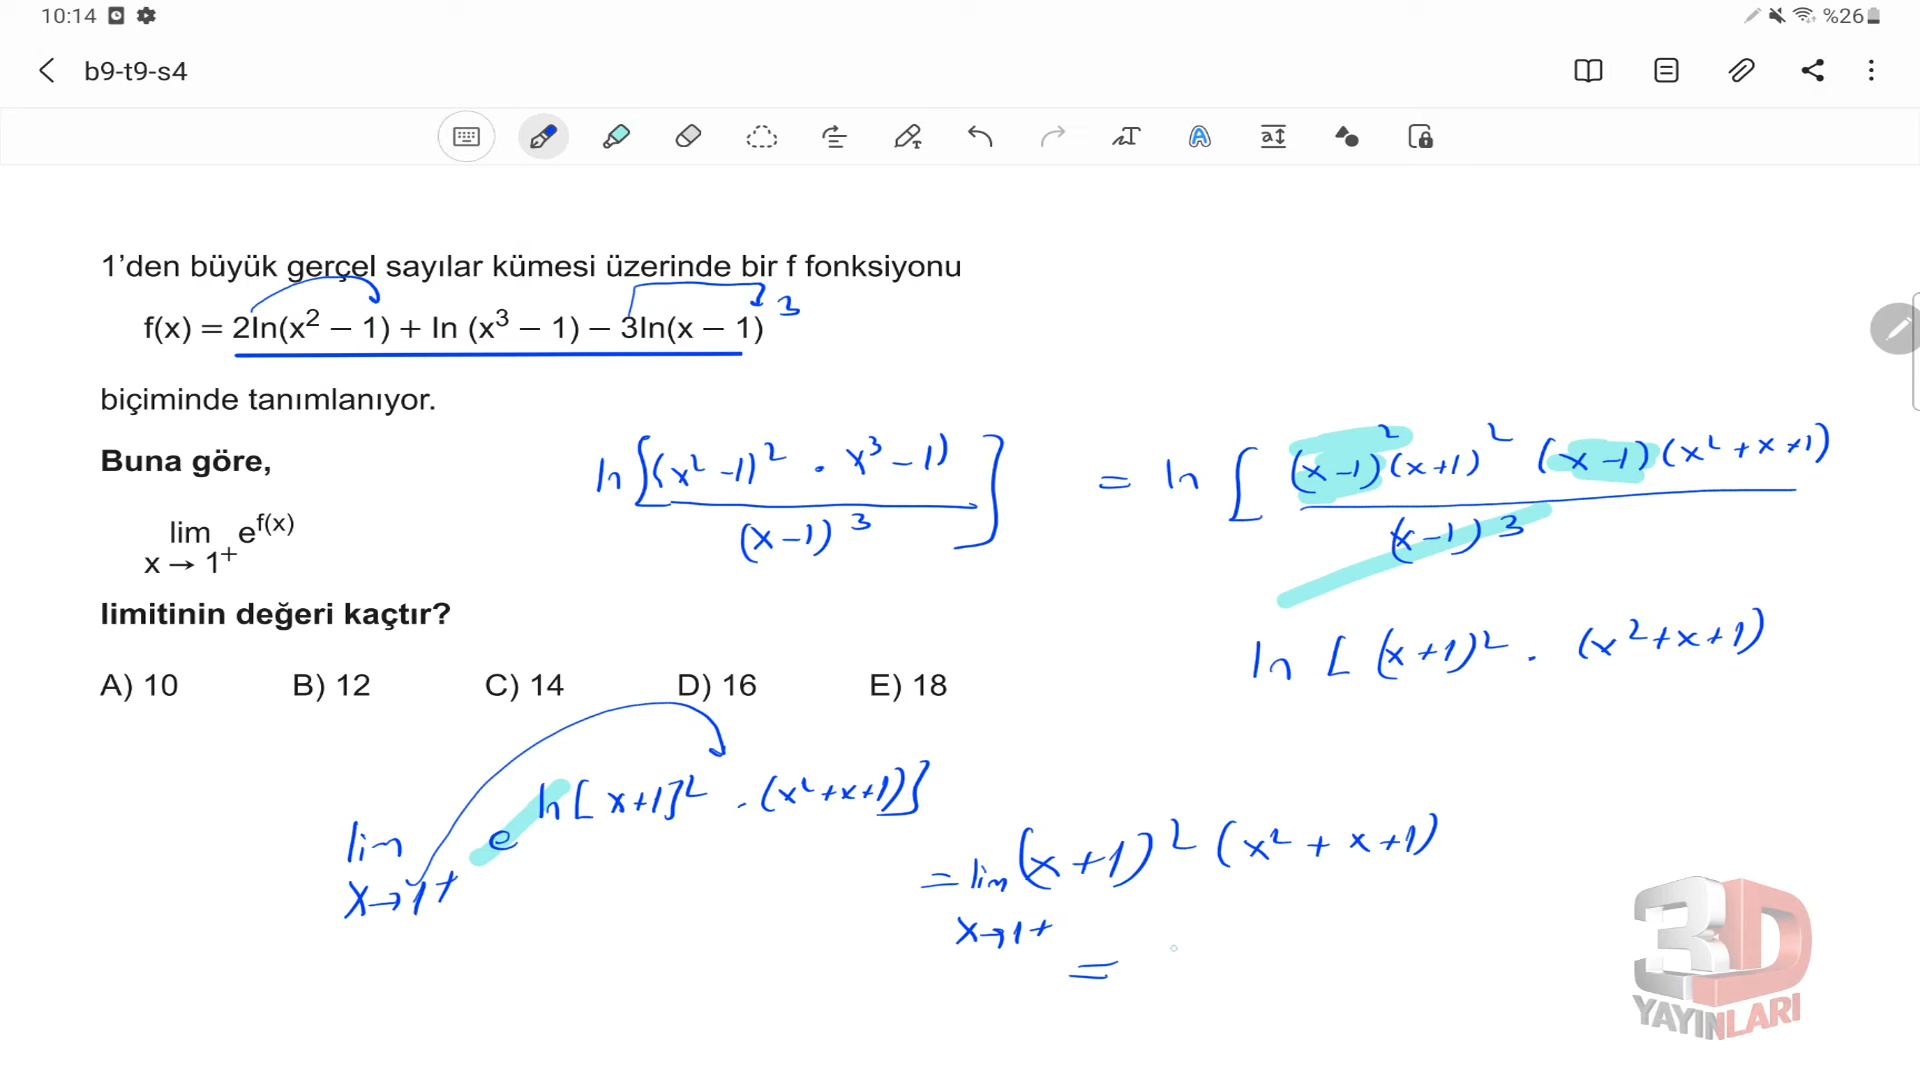 10:14
%26
b9-t9-s4
1'den büyük gerçel sayılar kümesi üzerinde bir f fonksiyonu
f(x) = 2ln(x² − 1) + ln (x³ − 1) − 3ln(x − 1) 3
biçiminde tanımlanıyor.
Buna göre,
lim e^f(x)
x → 1⁺
limitinin değeri kaçtır?
A) 10 B) 12 C) 14 D) 16 E) 18
ln[(x²-1)² . x³-1)
(x-1)³ ]
= ln [ (x-1)² (x+1)² (x-1)(x²+x+1)
(x-1)³
ln [ (x+1)² . (x²+x+1)
lim e^ln[x+1]² . (x²+x+1)]
x→1⁺
= lim (x+1)² (x²+x+1)
x→1⁺
=
3D
YAYINLARI